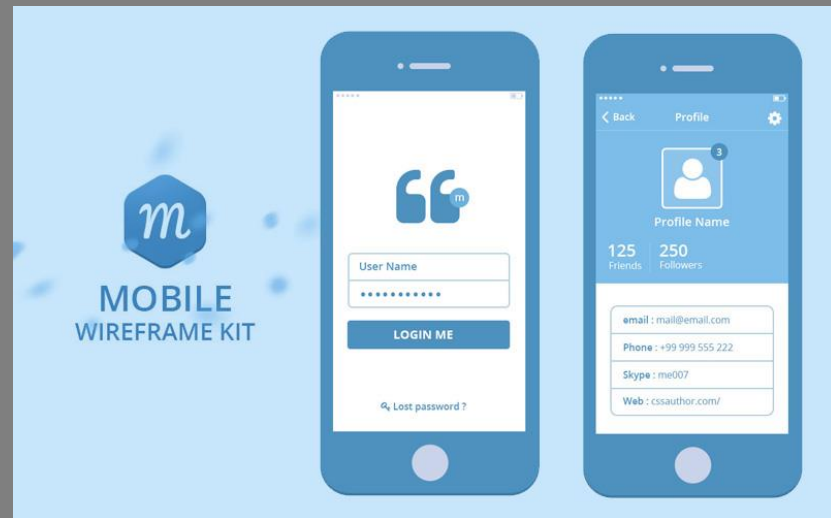 m
MOBILE
WIREFRAME KIT
m
User Name
LOGIN ME
Lost password ?
Back Profile
3
Profile Name
125 250
Friends Followers
email : mail@email.com
Phone : +99 999 555 222
Skype : me007
Web : cssauthor.com/